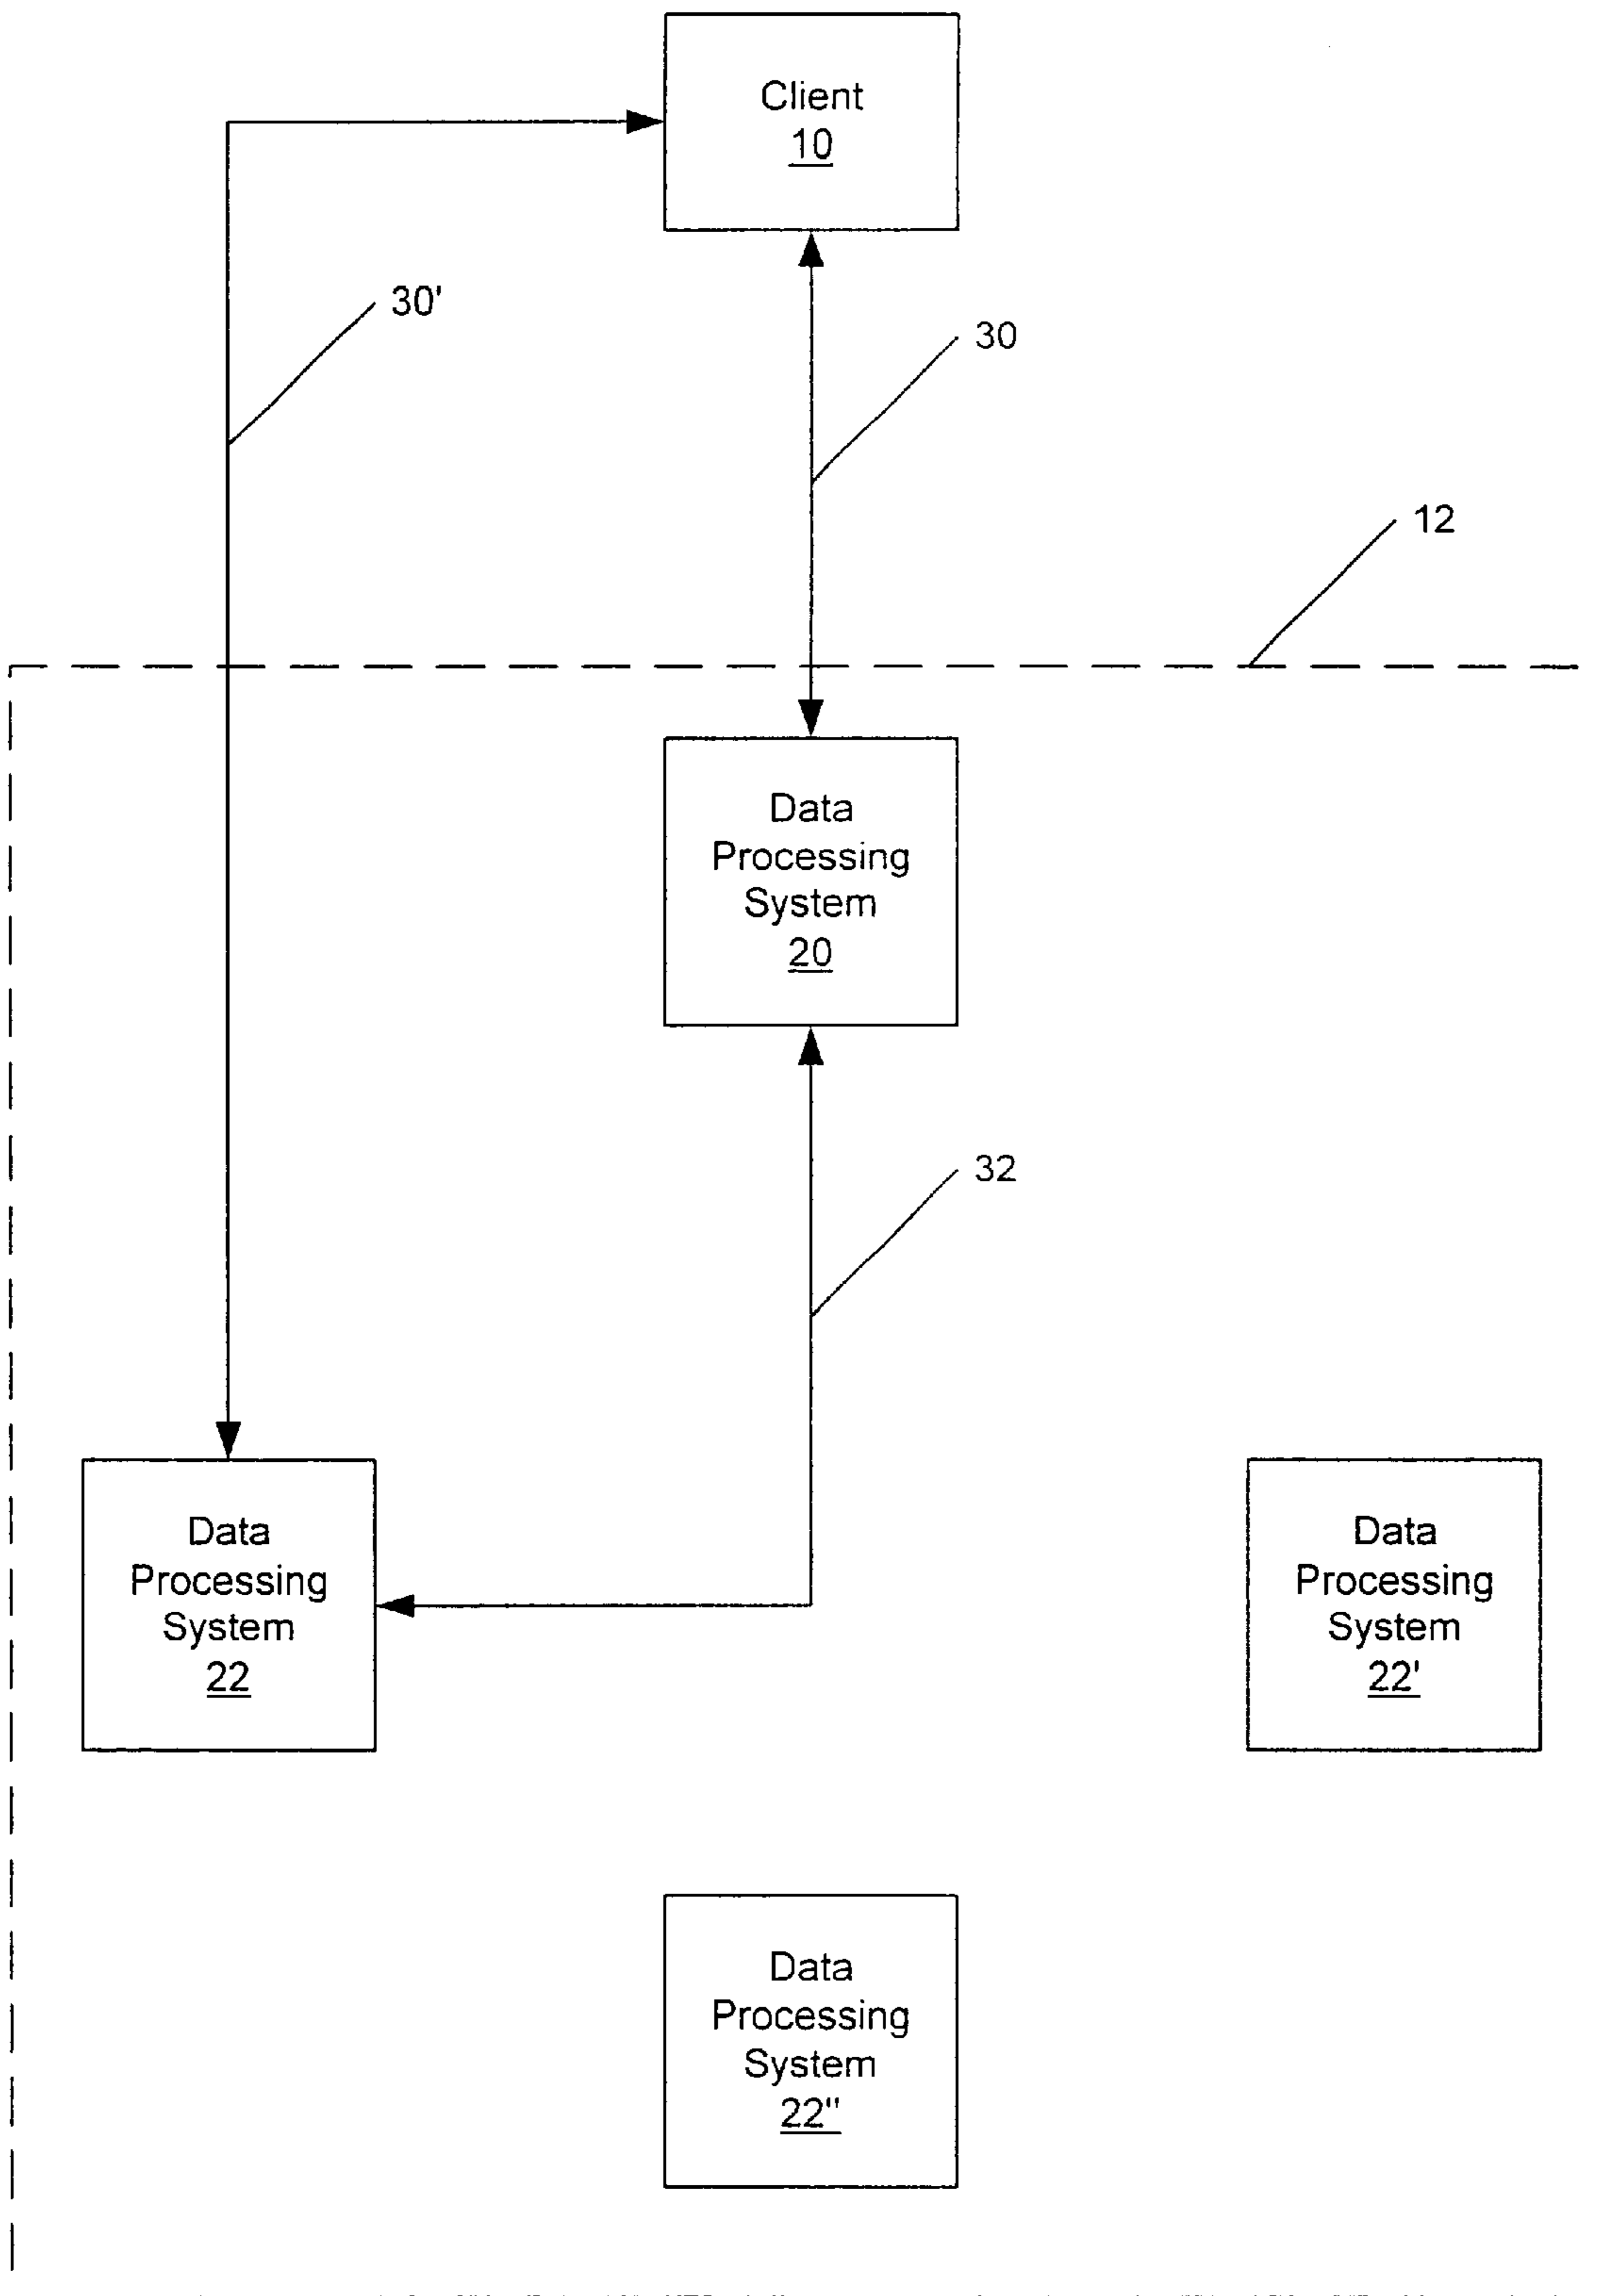 Client
10
30'
30
12
Data
Processing
System
20
32
Data
Processing
System
22
Data
Processing
System
22'
Data
Processing
System
22"